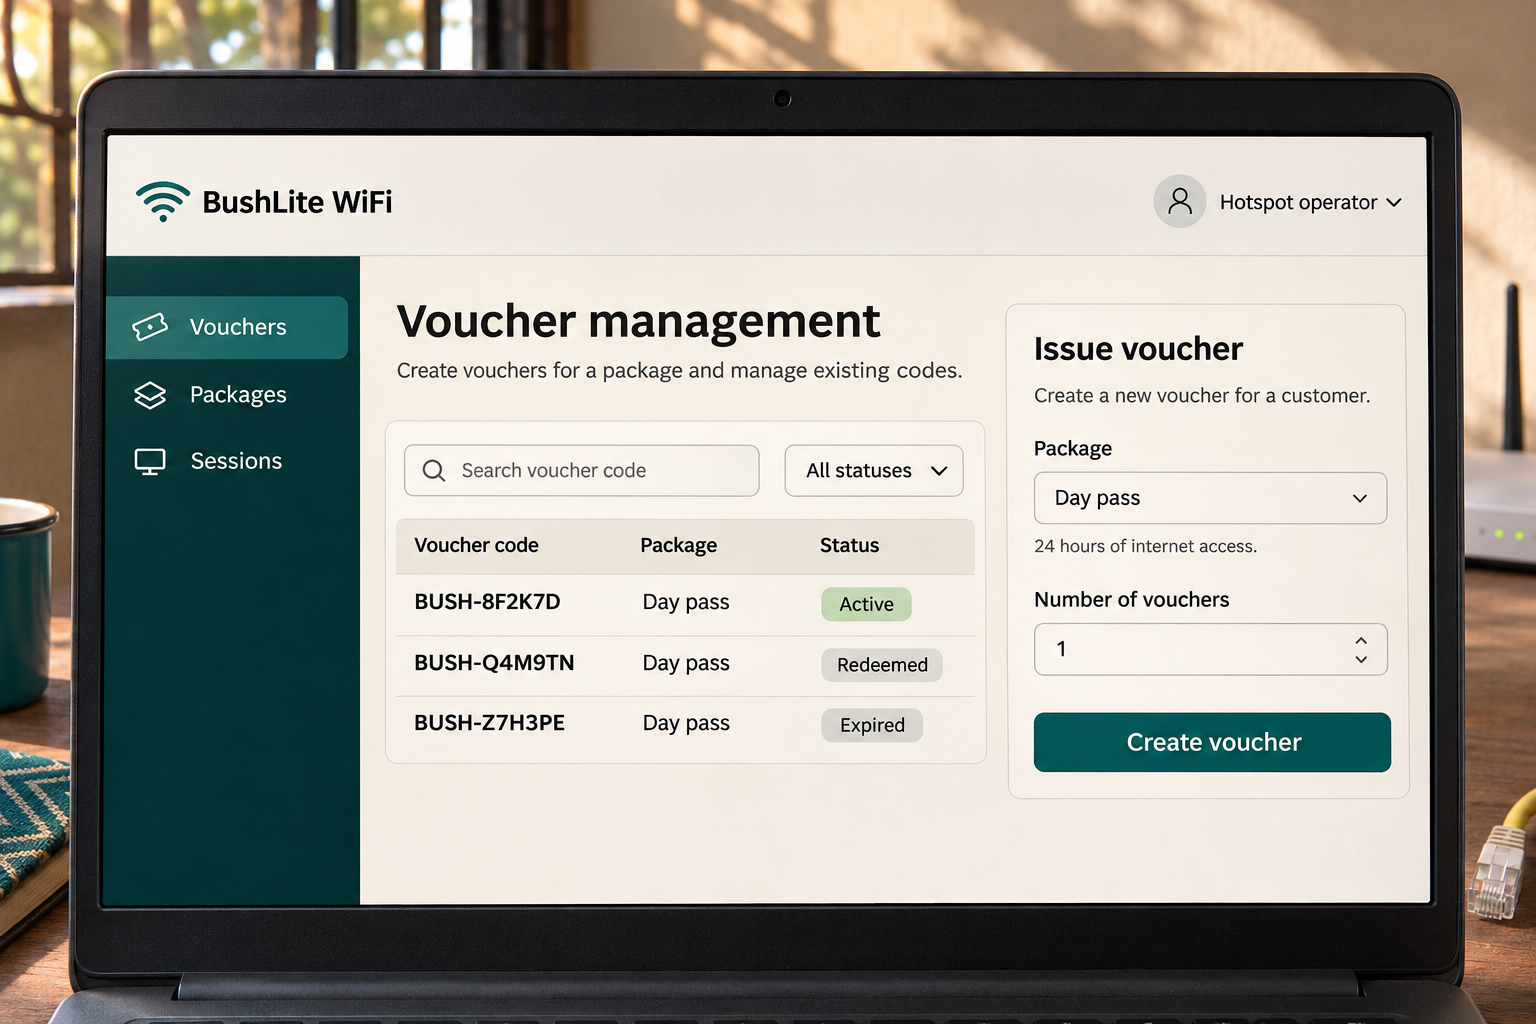 BushLite WiFi
Hotspot operator
Vouchers
Packages
Sessions
Voucher management
Create vouchers for a package and manage existing codes.
Search voucher code
All statuses
Voucher code Package Status
BUSH-8F2K7D Day pass Active
BUSH-Q4M9TN Day pass Redeemed
BUSH-Z7H3PE Day pass Expired
Issue voucher
Create a new voucher for a customer.
Package
Day pass
24 hours of internet access.
Number of vouchers
1
Create voucher